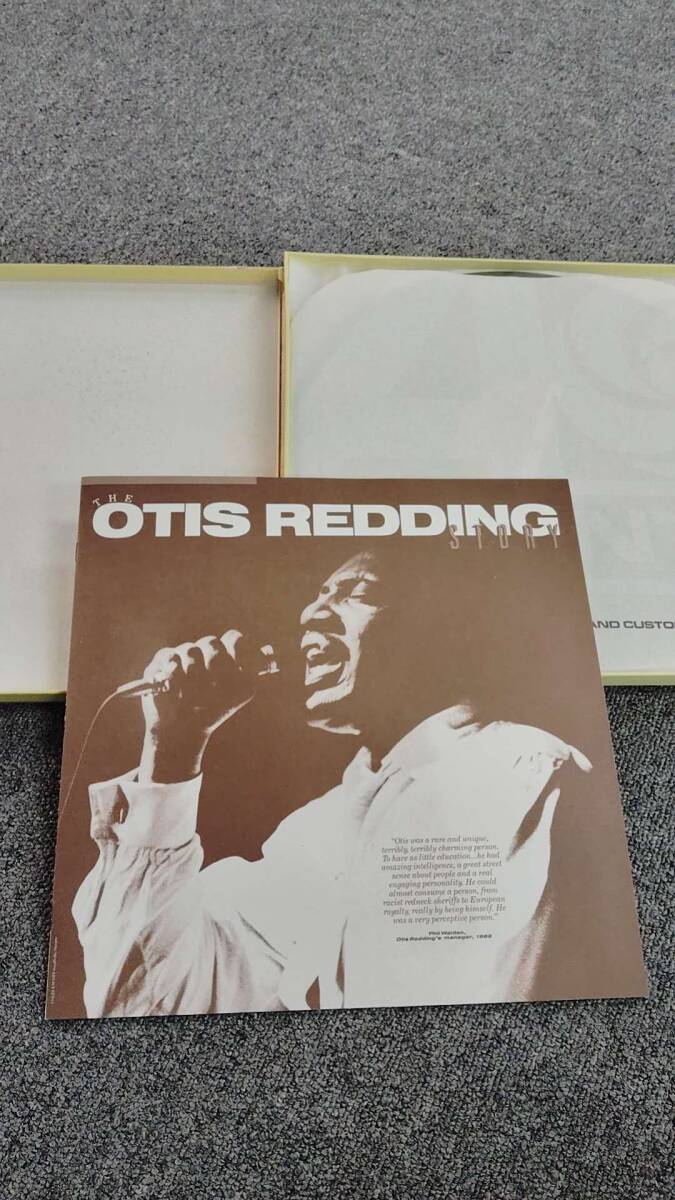 THE
OTIS REDDING
STORY
AND CUSTO
"Otis was a rare and unique,
terribly, terribly charming person.
To have as little education...he had
amazing intelligence, a great street
sense about people and a real
engaging personality. He could
almost consume a person, from
racist redneck sheriffs to European
royalty, really by being himself. He
was a very perceptive person."
Phil Walden,
Otis Redding's manager,